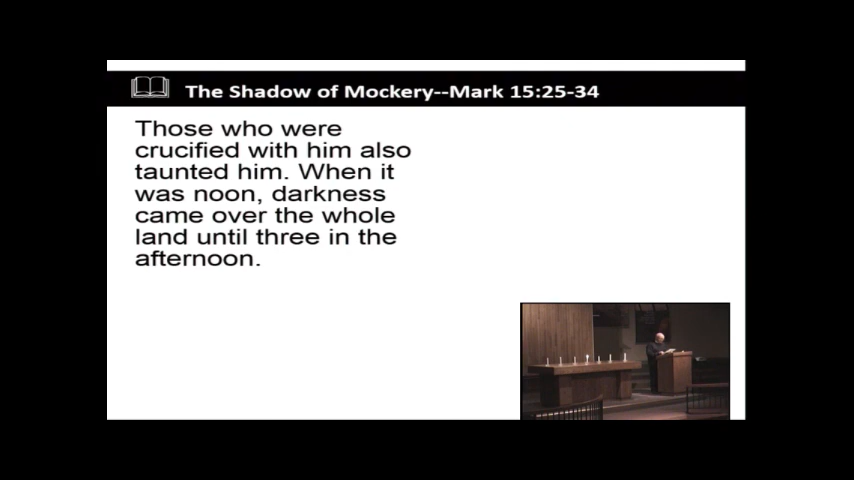 The Shadow of Mockery--Mark 15:25-34
Those who were
crucified with him also
taunted him. When it
was noon, darkness
came over the whole
land until three in the
afternoon.